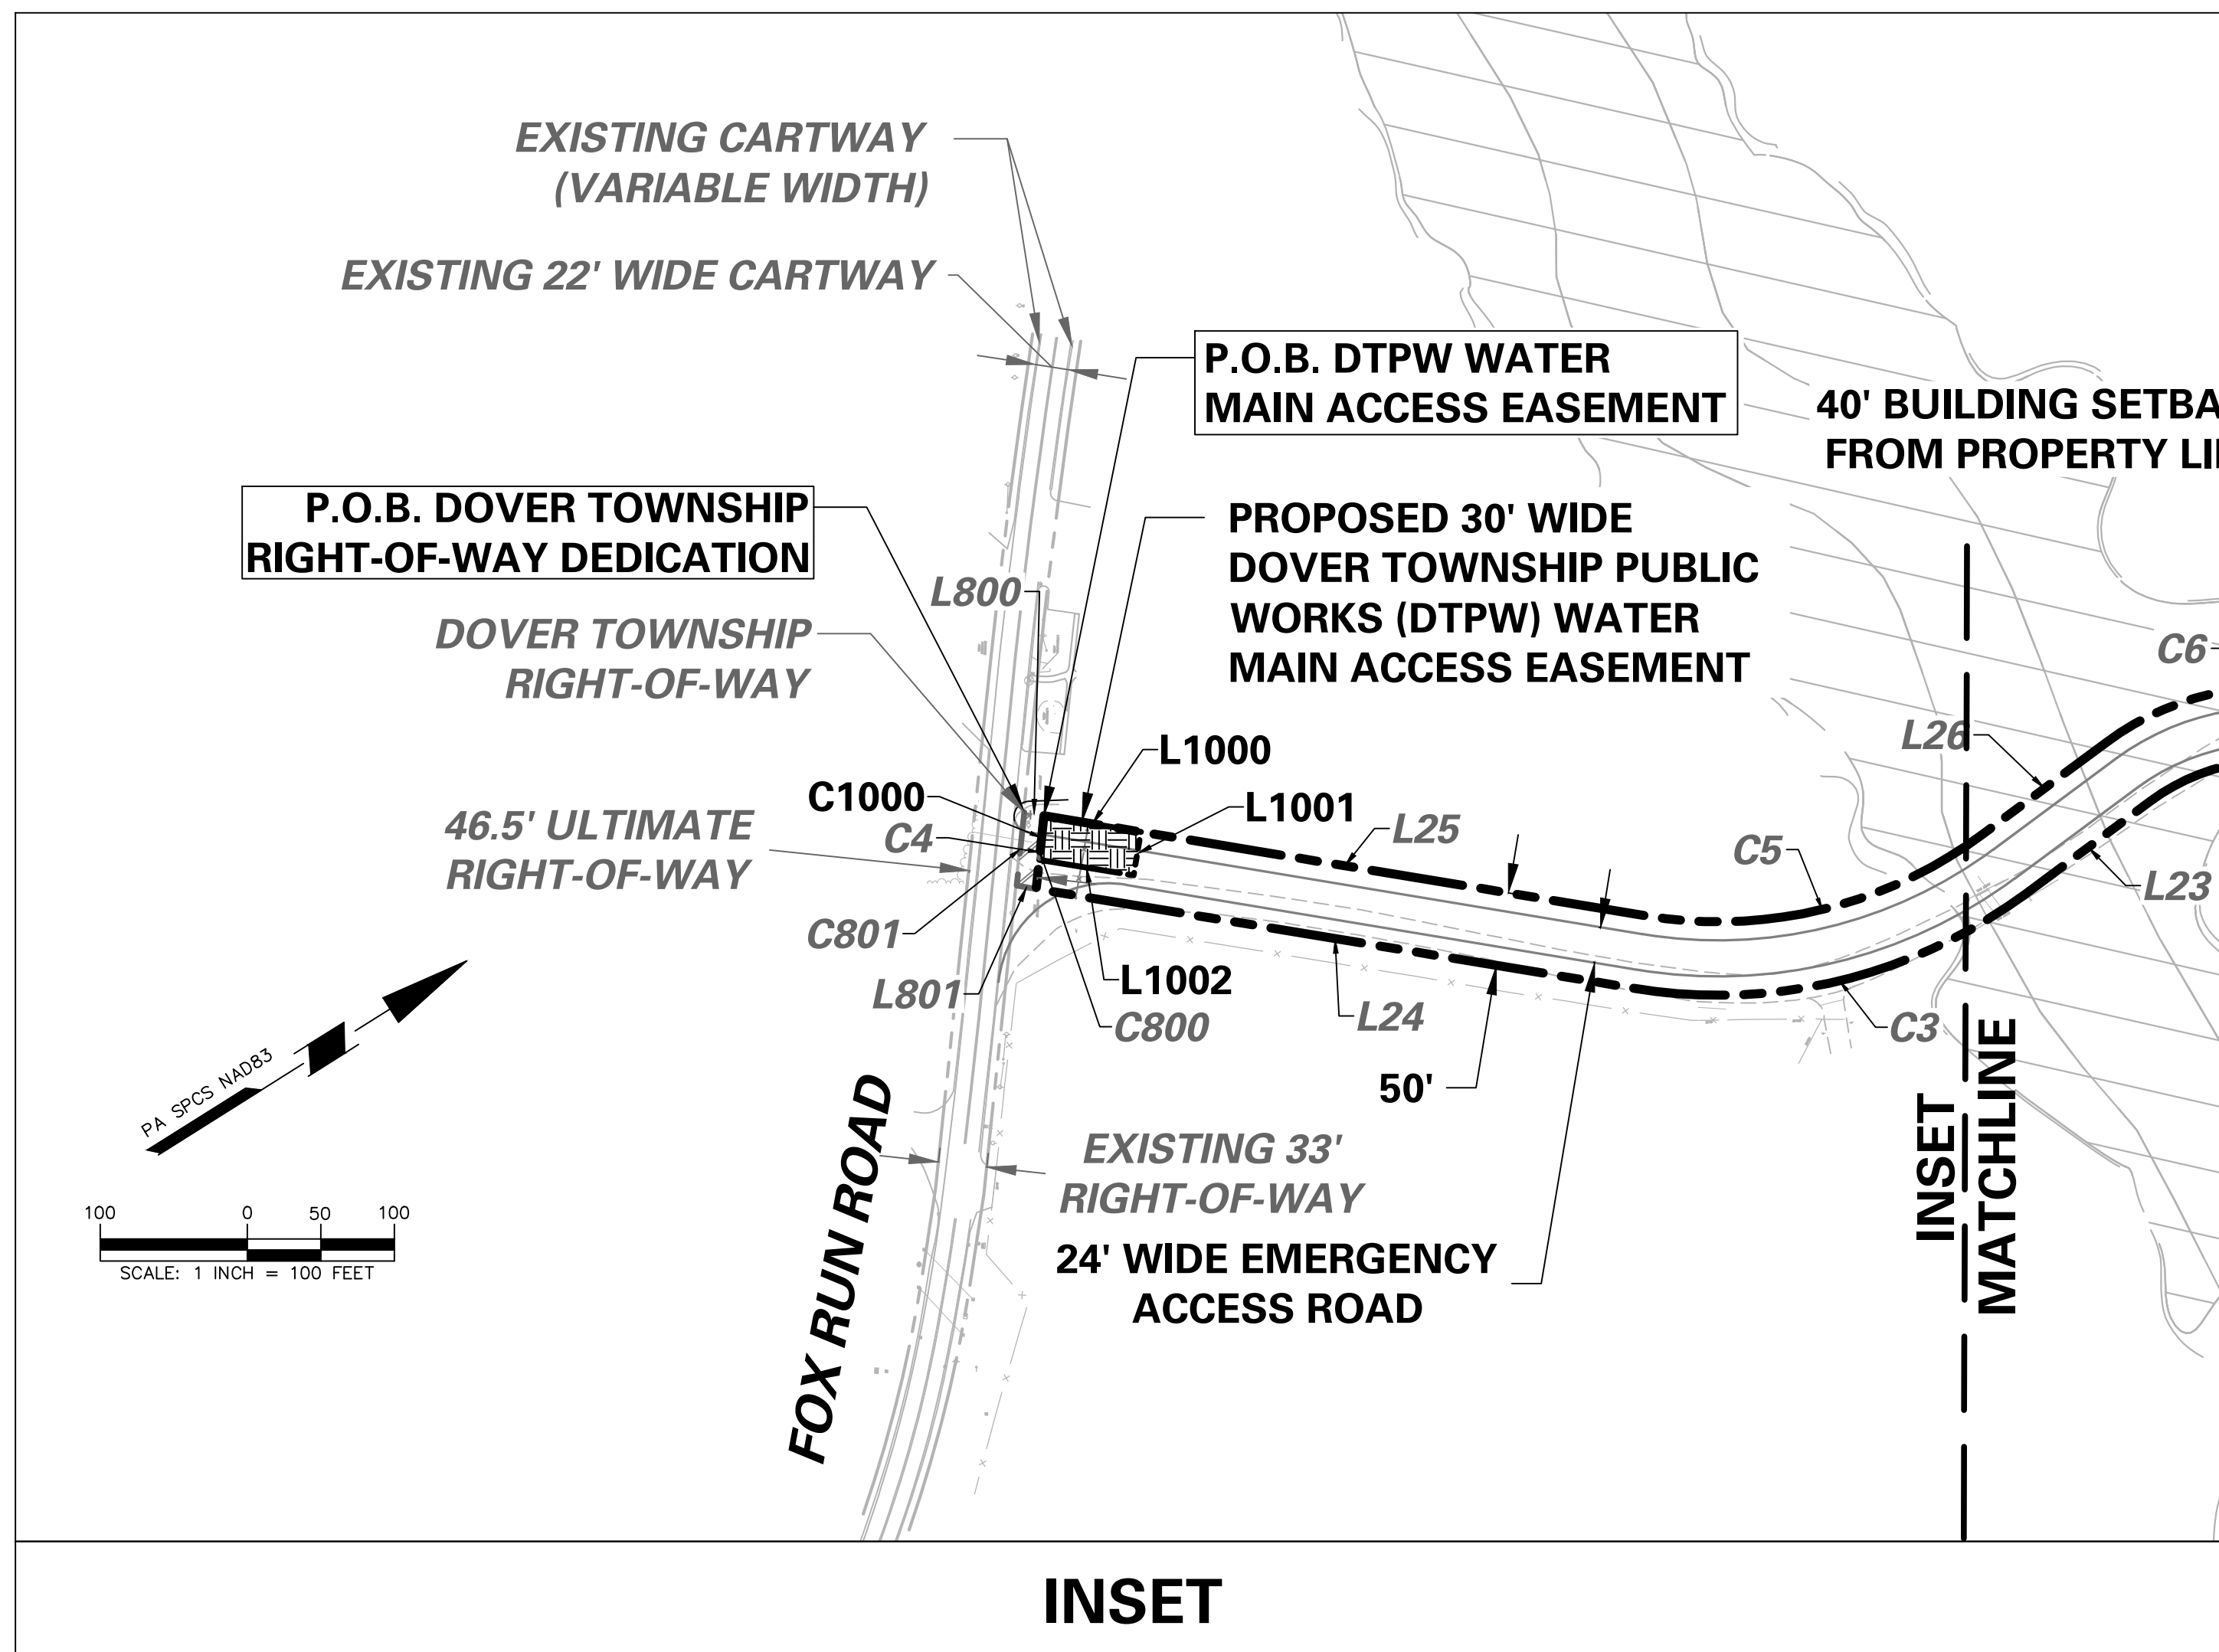 EXISTING CARTWAY
(VARIABLE WIDTH)
EXISTING 22' WIDE CARTWAY
P.O.B. DTPW WATER
MAIN ACCESS EASEMENT
40' BUILDING SETBA
FROM PROPERTY LI
P.O.B. DOVER TOWNSHIP
RIGHT-OF-WAY DEDICATION
PROPOSED 30' WIDE
DOVER TOWNSHIP PUBLIC
WORKS (DTPW) WATER
MAIN ACCESS EASEMENT
L800
DOVER TOWNSHIP
RIGHT-OF-WAY
C6
L26
L1000
C1000
L1001
46.5' ULTIMATE
RIGHT-OF-WAY
C4
L25
C5
L23
C801
L801
L1002
C800
L24
C3
50'
PA SPCS NAD83
EXISTING 33'
RIGHT-OF-WAY
24' WIDE EMERGENCY
ACCESS ROAD
FOX RUN ROAD
INSET
MATCHLINE
100 0 50 100
SCALE: 1 INCH = 100 FEET
INSET